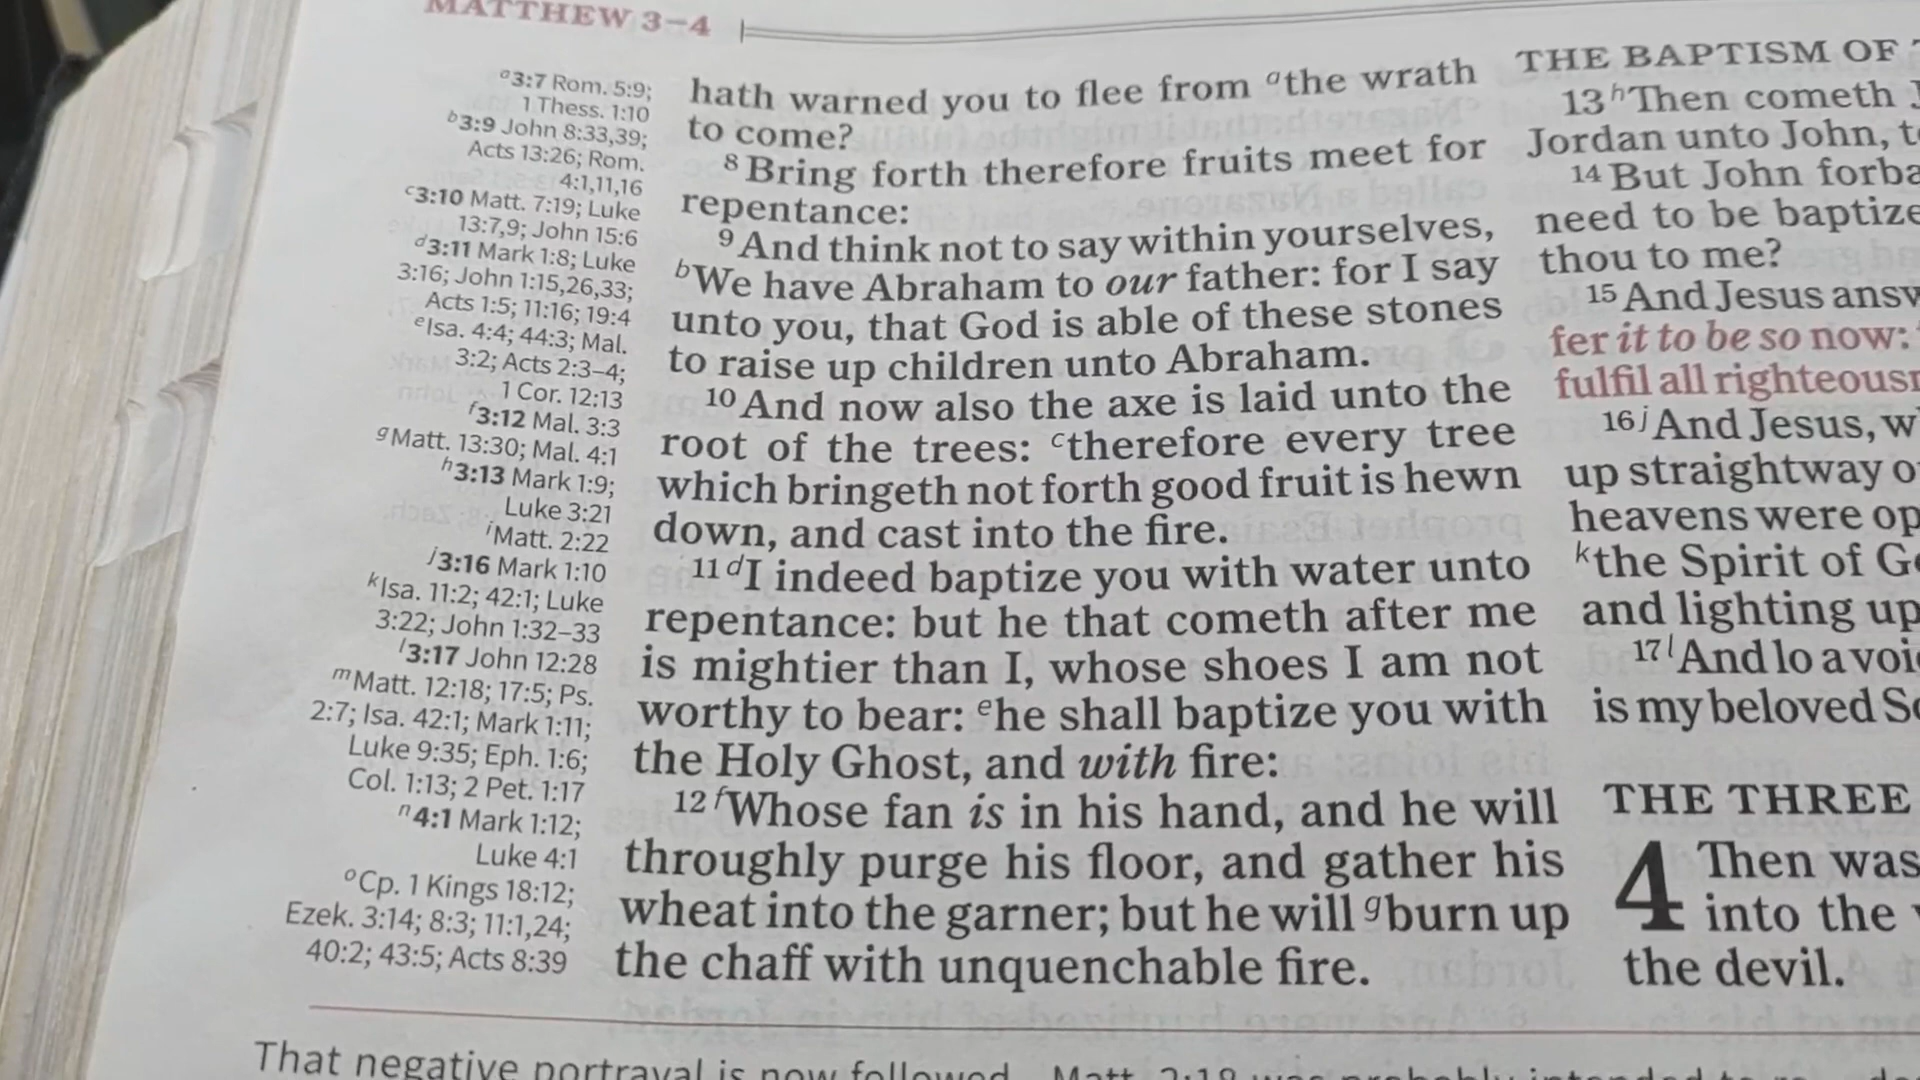 MATTHEW 3–4
a3:7 Rom. 5:9;
1 Thess. 1:10
b3:9 John 8:33,39;
Acts 13:26; Rom.
4:1,11,16
c3:10 Matt. 7:19; Luke
13:7,9; John 15:6
d3:11 Mark 1:8; Luke
3:16; John 1:15,26,33;
Acts 1:5; 11:16; 19:4
eIsa. 4:4; 44:3; Mal.
3:2; Acts 2:3–4;
1 Cor. 12:13
f3:12 Mal. 3:3
gMatt. 13:30; Mal. 4:1
h3:13 Mark 1:9;
Luke 3:21
iMatt. 2:22
j3:16 Mark 1:10
kIsa. 11:2; 42:1; Luke
3:22; John 1:32–33
l3:17 John 12:28
mMatt. 12:18; 17:5; Ps.
2:7; Isa. 42:1; Mark 1:11;
Luke 9:35; Eph. 1:6;
Col. 1:13; 2 Pet. 1:17
n4:1 Mark 1:12;
Luke 4:1
oCp. 1 Kings 18:12;
Ezek. 3:14; 8:3; 11:1,24;
40:2; 43:5; Acts 8:39
hath warned you to flee from athe wrath
to come?
8 Bring forth therefore fruits meet for
repentance:
9 And think not to say within yourselves,
bWe have Abraham to our father: for I say
unto you, that God is able of these stones
to raise up children unto Abraham.
10 And now also the axe is laid unto the
root of the trees: ctherefore every tree
which bringeth not forth good fruit is hewn
down, and cast into the fire.
11 dI indeed baptize you with water unto
repentance: but he that cometh after me
is mightier than I, whose shoes I am not
worthy to bear: ehe shall baptize you with
the Holy Ghost, and with fire:
12 fWhose fan is in his hand, and he will
throughly purge his floor, and gather his
wheat into the garner; but he will gburn up
the chaff with unquenchable fire.
THE BAPTISM OF
13 hThen cometh
Jordan unto John,
14 But John
need to be
thou to me?
15 And Jesus
fer it to be so now:
fulfil all
16 jAnd Jesus,
up straightway
heavens were
kthe Spirit of
and lighting
17 lAnd lo a
is my beloved
THE THREE
4 Then was
into the
the devil.
That negative portrayal is now followed
Matt. 2:18 was probably intended to